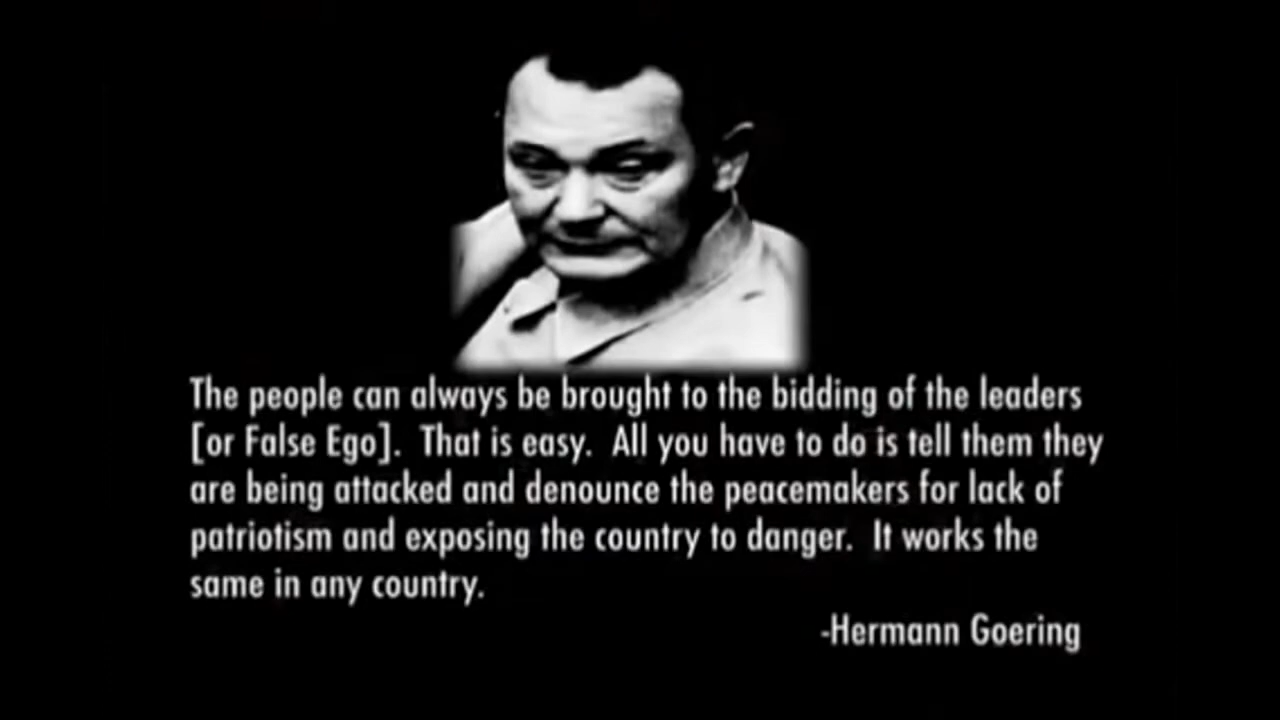 The people can always be brought to the bidding of the leaders
[or False Ego].  That is easy.  All you have to do is tell them they
are being attacked and denounce the peacemakers for lack of
patriotism and exposing the country to danger.  It works the
same in any country.
-Hermann Goering